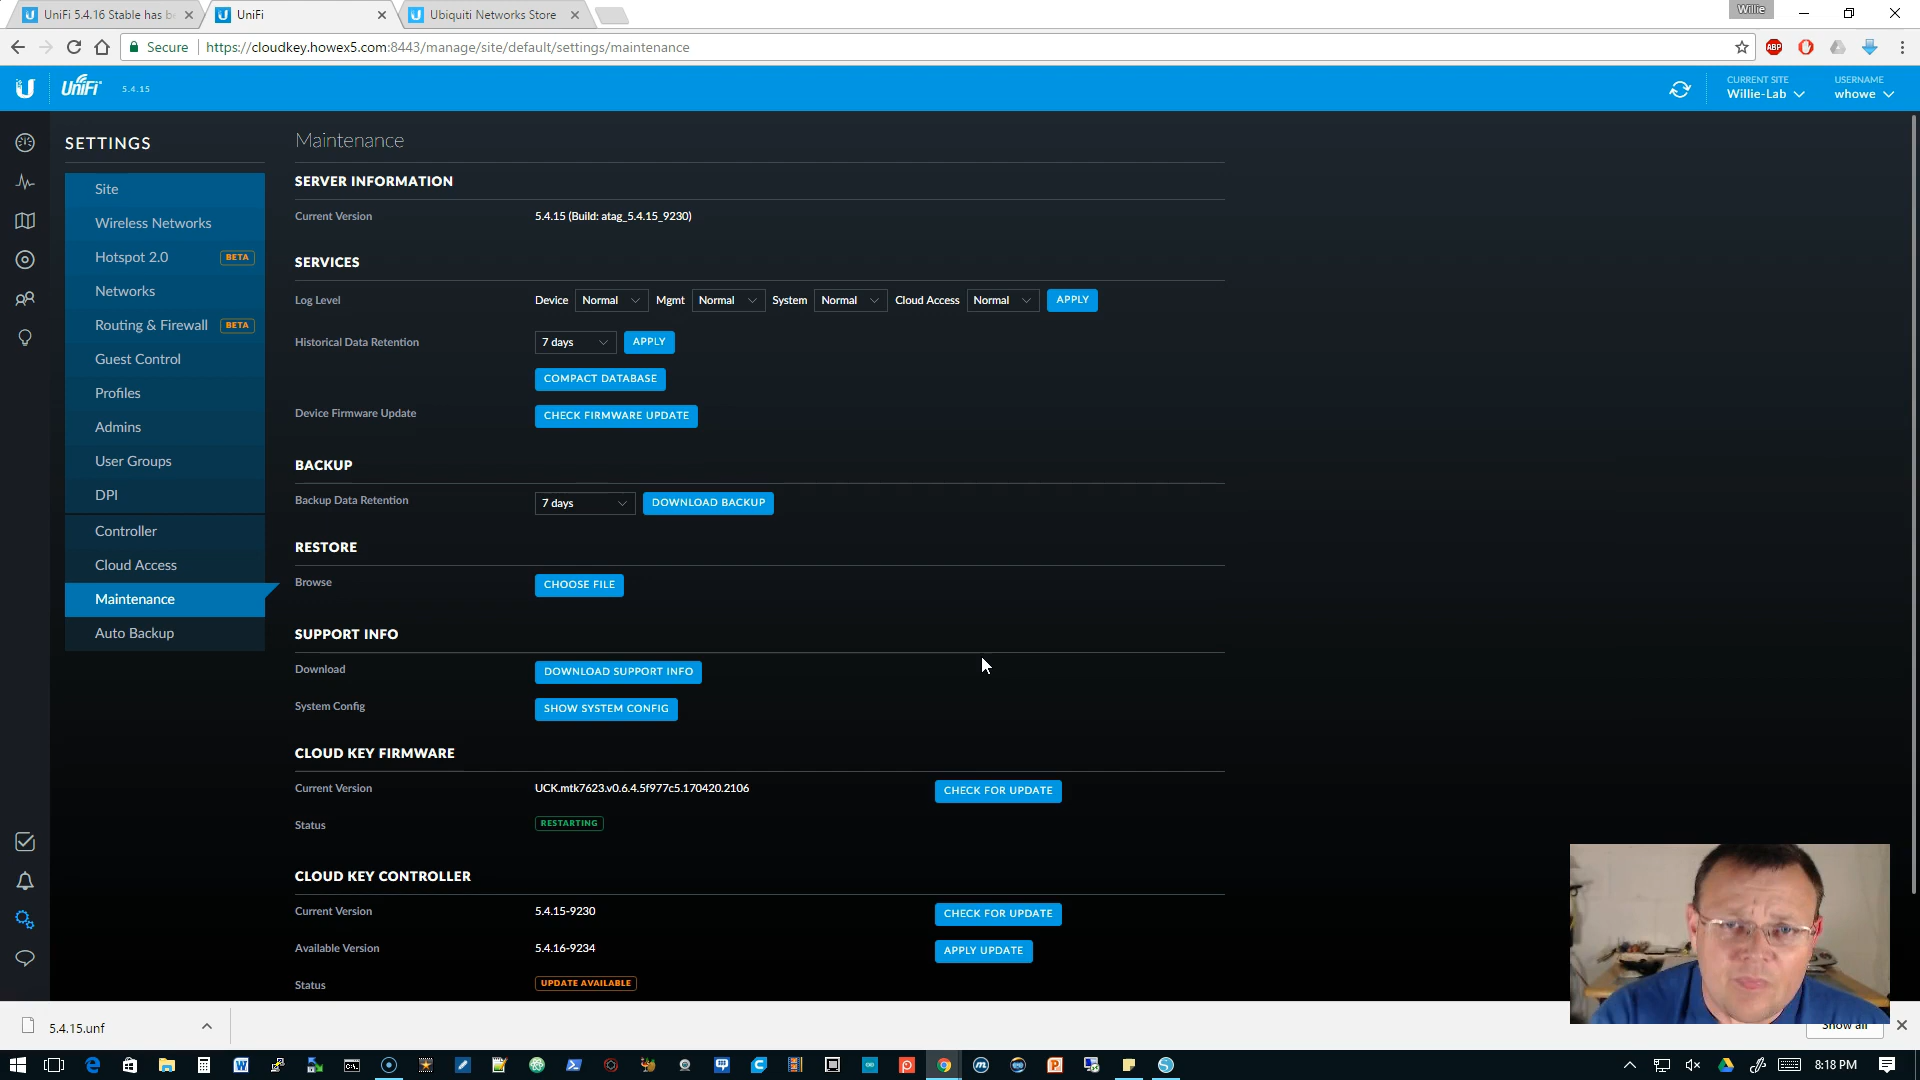 UniFi 5.4.16 Stable has be
UniFi
Ubiquiti Networks Store
Willie
Secure
https://cloudkey.howex5.com:8443/manage/site/default/settings/maintenance
ABP
UniFi
5.4.15
CURRENT SITE
Willie-Lab
USERNAME
whowe
SETTINGS
Site
Wireless Networks
Hotspot 2.0 BETA
Networks
Routing & Firewall BETA
Guest Control
Profiles
Admins
User Groups
DPI
Controller
Cloud Access
Maintenance
Auto Backup
Maintenance
SERVER INFORMATION
Current Version 5.4.15 (Build: atag_5.4.15_9230)
SERVICES
Log Level Device Normal Mgmt Normal System Normal Cloud Access Normal APPLY
Historical Data Retention 7 days APPLY
COMPACT DATABASE
Device Firmware Update CHECK FIRMWARE UPDATE
BACKUP
Backup Data Retention 7 days DOWNLOAD BACKUP
RESTORE
Browse CHOOSE FILE
SUPPORT INFO
Download DOWNLOAD SUPPORT INFO
System Config SHOW SYSTEM CONFIG
CLOUD KEY FIRMWARE
Current Version UCK.mtk7623.v0.6.4.5f977c5.170420.2106 CHECK FOR UPDATE
Status RESTARTING
CLOUD KEY CONTROLLER
Current Version 5.4.15-9230 CHECK FOR UPDATE
Available Version 5.4.16-9234 APPLY UPDATE
Status UPDATE AVAILABLE
5.4.15.unf
Show all
8:18 PM